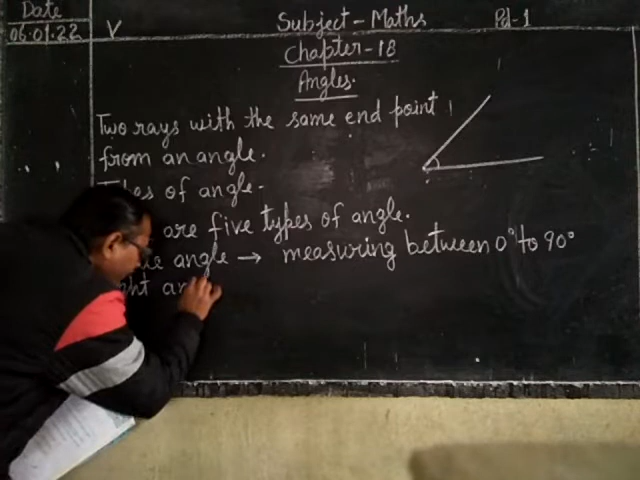 Date
06.01.22
V
Subject - Maths
Pd-1
Chapter-18
Angles.
Two rays with the same end point
from an angle.
of angle.
are five types of angle.
angle → measuring between 0° to 90°